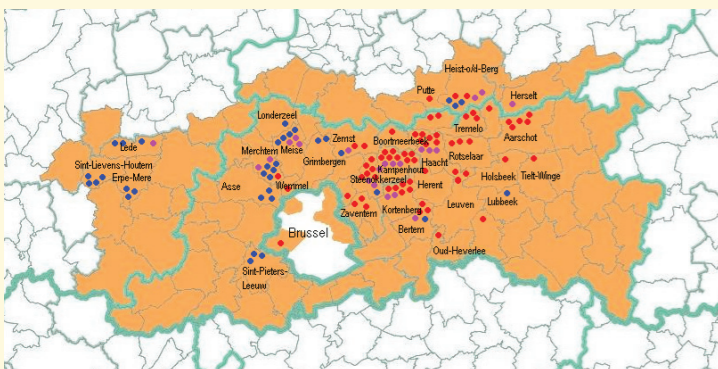 Heist-o/d-Berg
Putte
Herselt
Londerzeel
Zemst
Boortmeerbeek
Tremelo
Aarschot
Lede
Merchtem
Meise
Grimbergen
Haacht
Rotselaar
Sint-Lievens-Houtem
Kampenhout
Erpe-Mere
Asse
Wemmel
Steenokkerzeel
Herent
Holsbeek
Tielt-Winge
Zaventem
Kortenberg
Leuven
Lubbeek
Brussel
Bertem
Oud-Heverlee
Sint-Pieters-
Leeuw